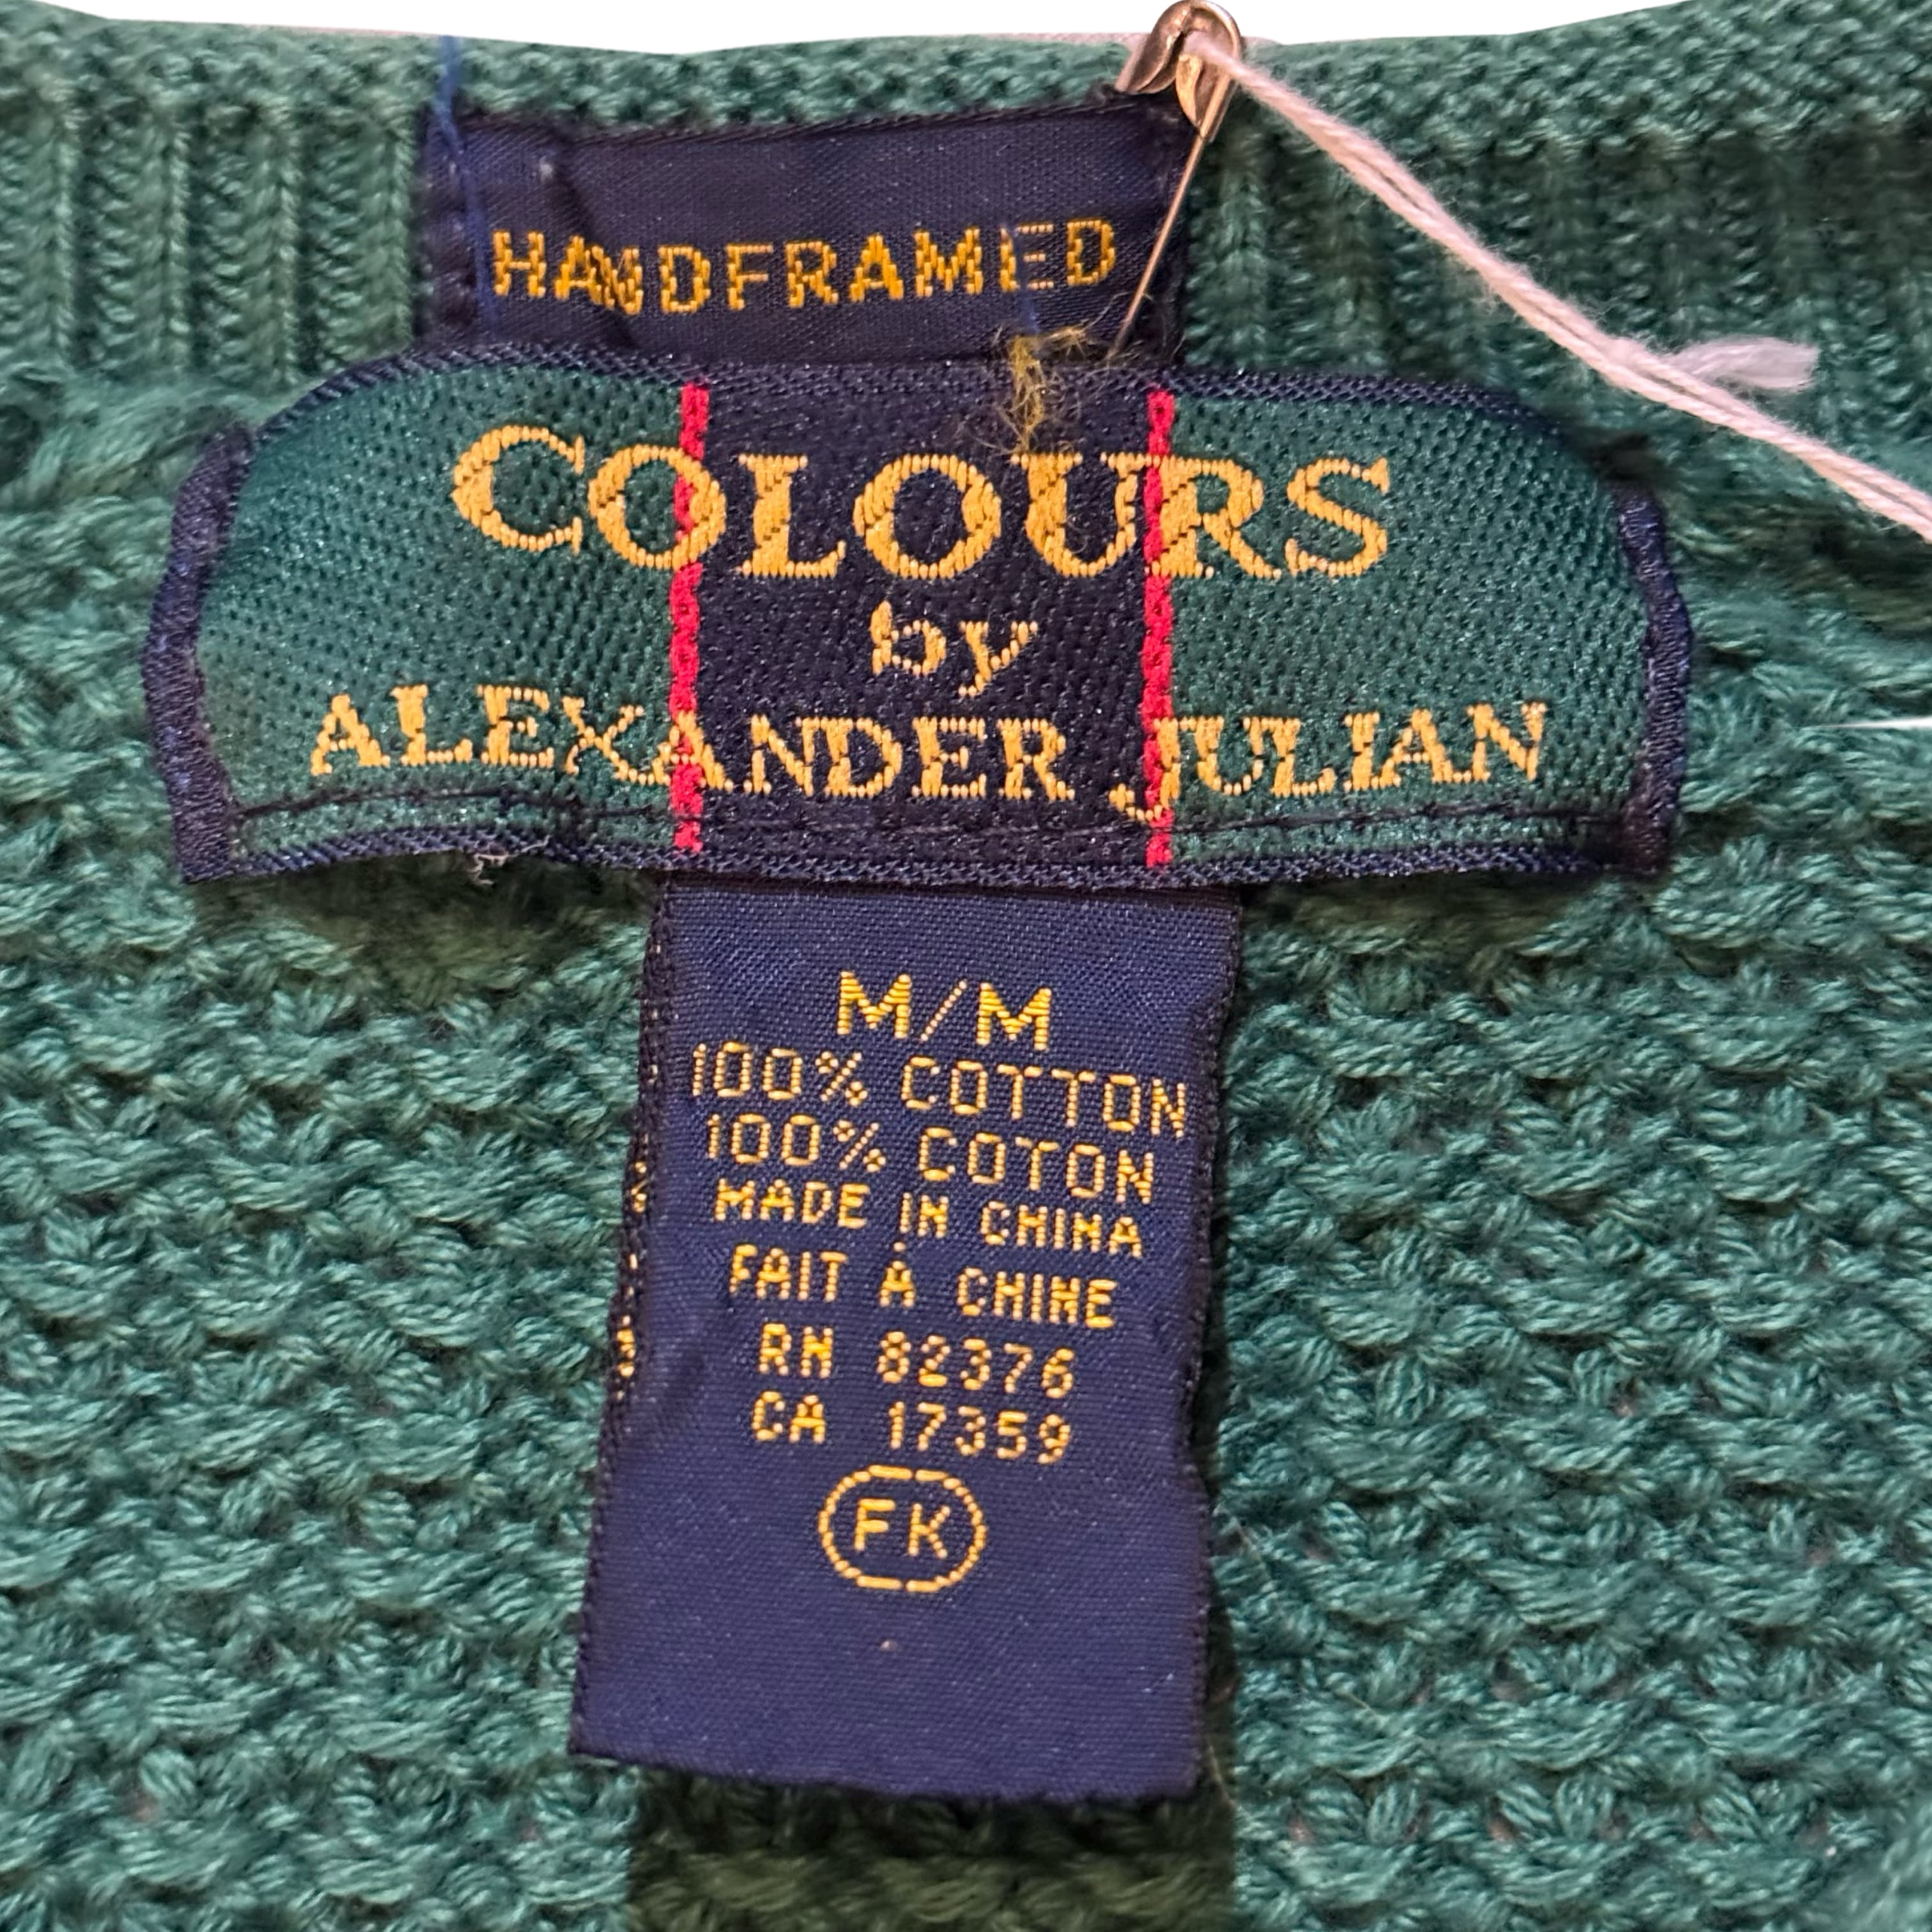 HANDFRAMED
COLOURS
by
ALEXANDER JULIAN
M/M
100% COTTON
100% COTON
MADE IN CHINA
FAIT À CHINE
RN 82376
CA 17359
FK